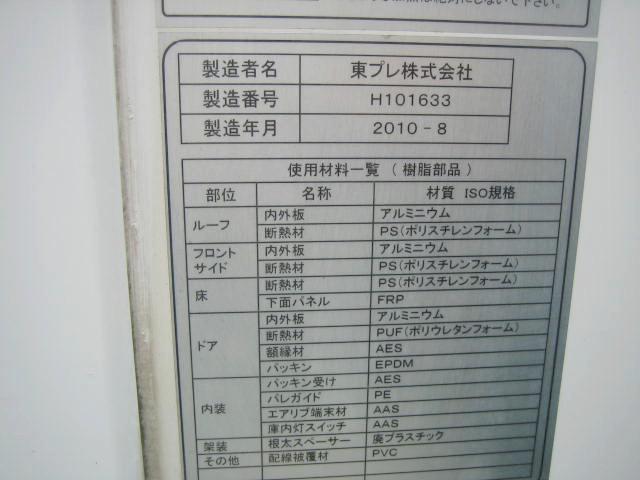 は絶対にしないで下さい。
製造者名 東プレ株式会社
製造番号 H101633
製造年月 2010-8
使用材料一覧 ( 樹脂部品 )
部位 名称 材質 ISO規格
ルーフ 内外板 アルミニウム
断熱材 PS(ポリスチレンフォーム)
フロントサイド 内外板 アルミニウム
断熱材 PS(ポリスチレンフォーム)
床 断熱材 PS(ポリスチレンフォーム)
下面パネル FRP
ドア 内外板 アルミニウム
断熱材 PUF(ポリウレタンフォーム)
額縁材 AES
パッキン EPDM
内装 パッキン受け AES
パレガイド PE
エアリブ端末材 AAS
庫内灯スイッチ AAS
架装 根太スペーサー 廃プラスチック
その他 配線被覆材 PVC